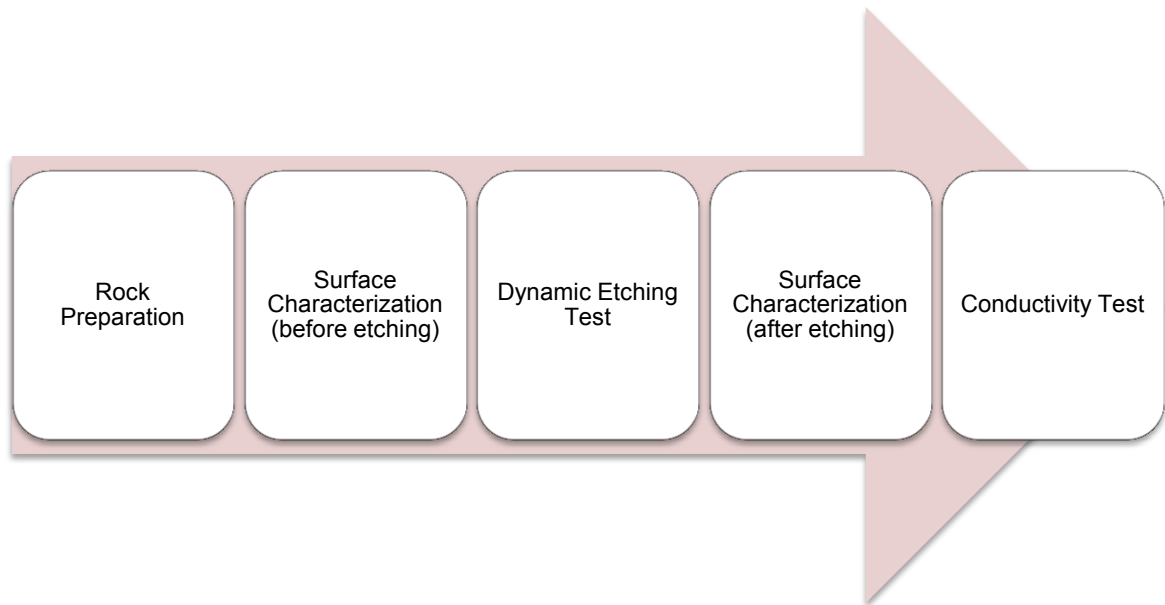 Rock
Preparation
Surface
Characterization
(before etching)
Dynamic Etching
Test
Surface
Characterization
(after etching)
Conductivity Test